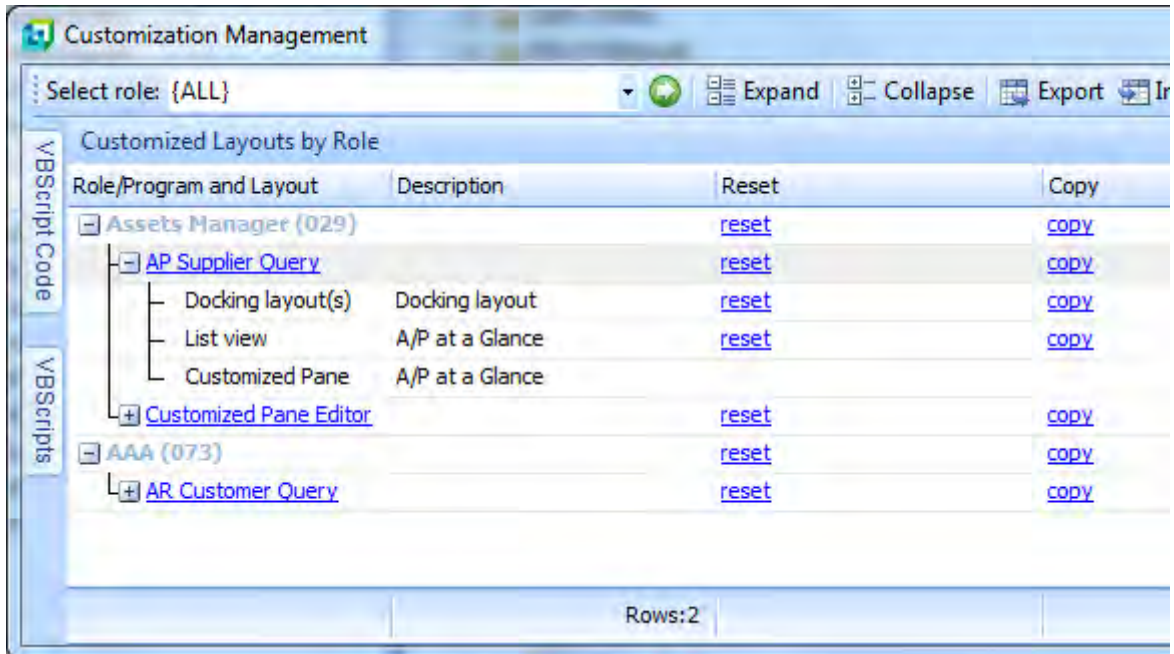 Customization Management
Select role: {ALL} Expand Collapse Export
VBScript Code
VBScripts
Customized Layouts by Role
Role/Program and Layout Description Reset Copy
Assets Manager (029) reset copy
AP Supplier Query reset copy
Docking layout(s) Docking layout reset copy
List view A/P at a Glance reset copy
Customized Pane A/P at a Glance
Customized Pane Editor reset copy
AAA (073) reset copy
AR Customer Query reset copy
Rows:2